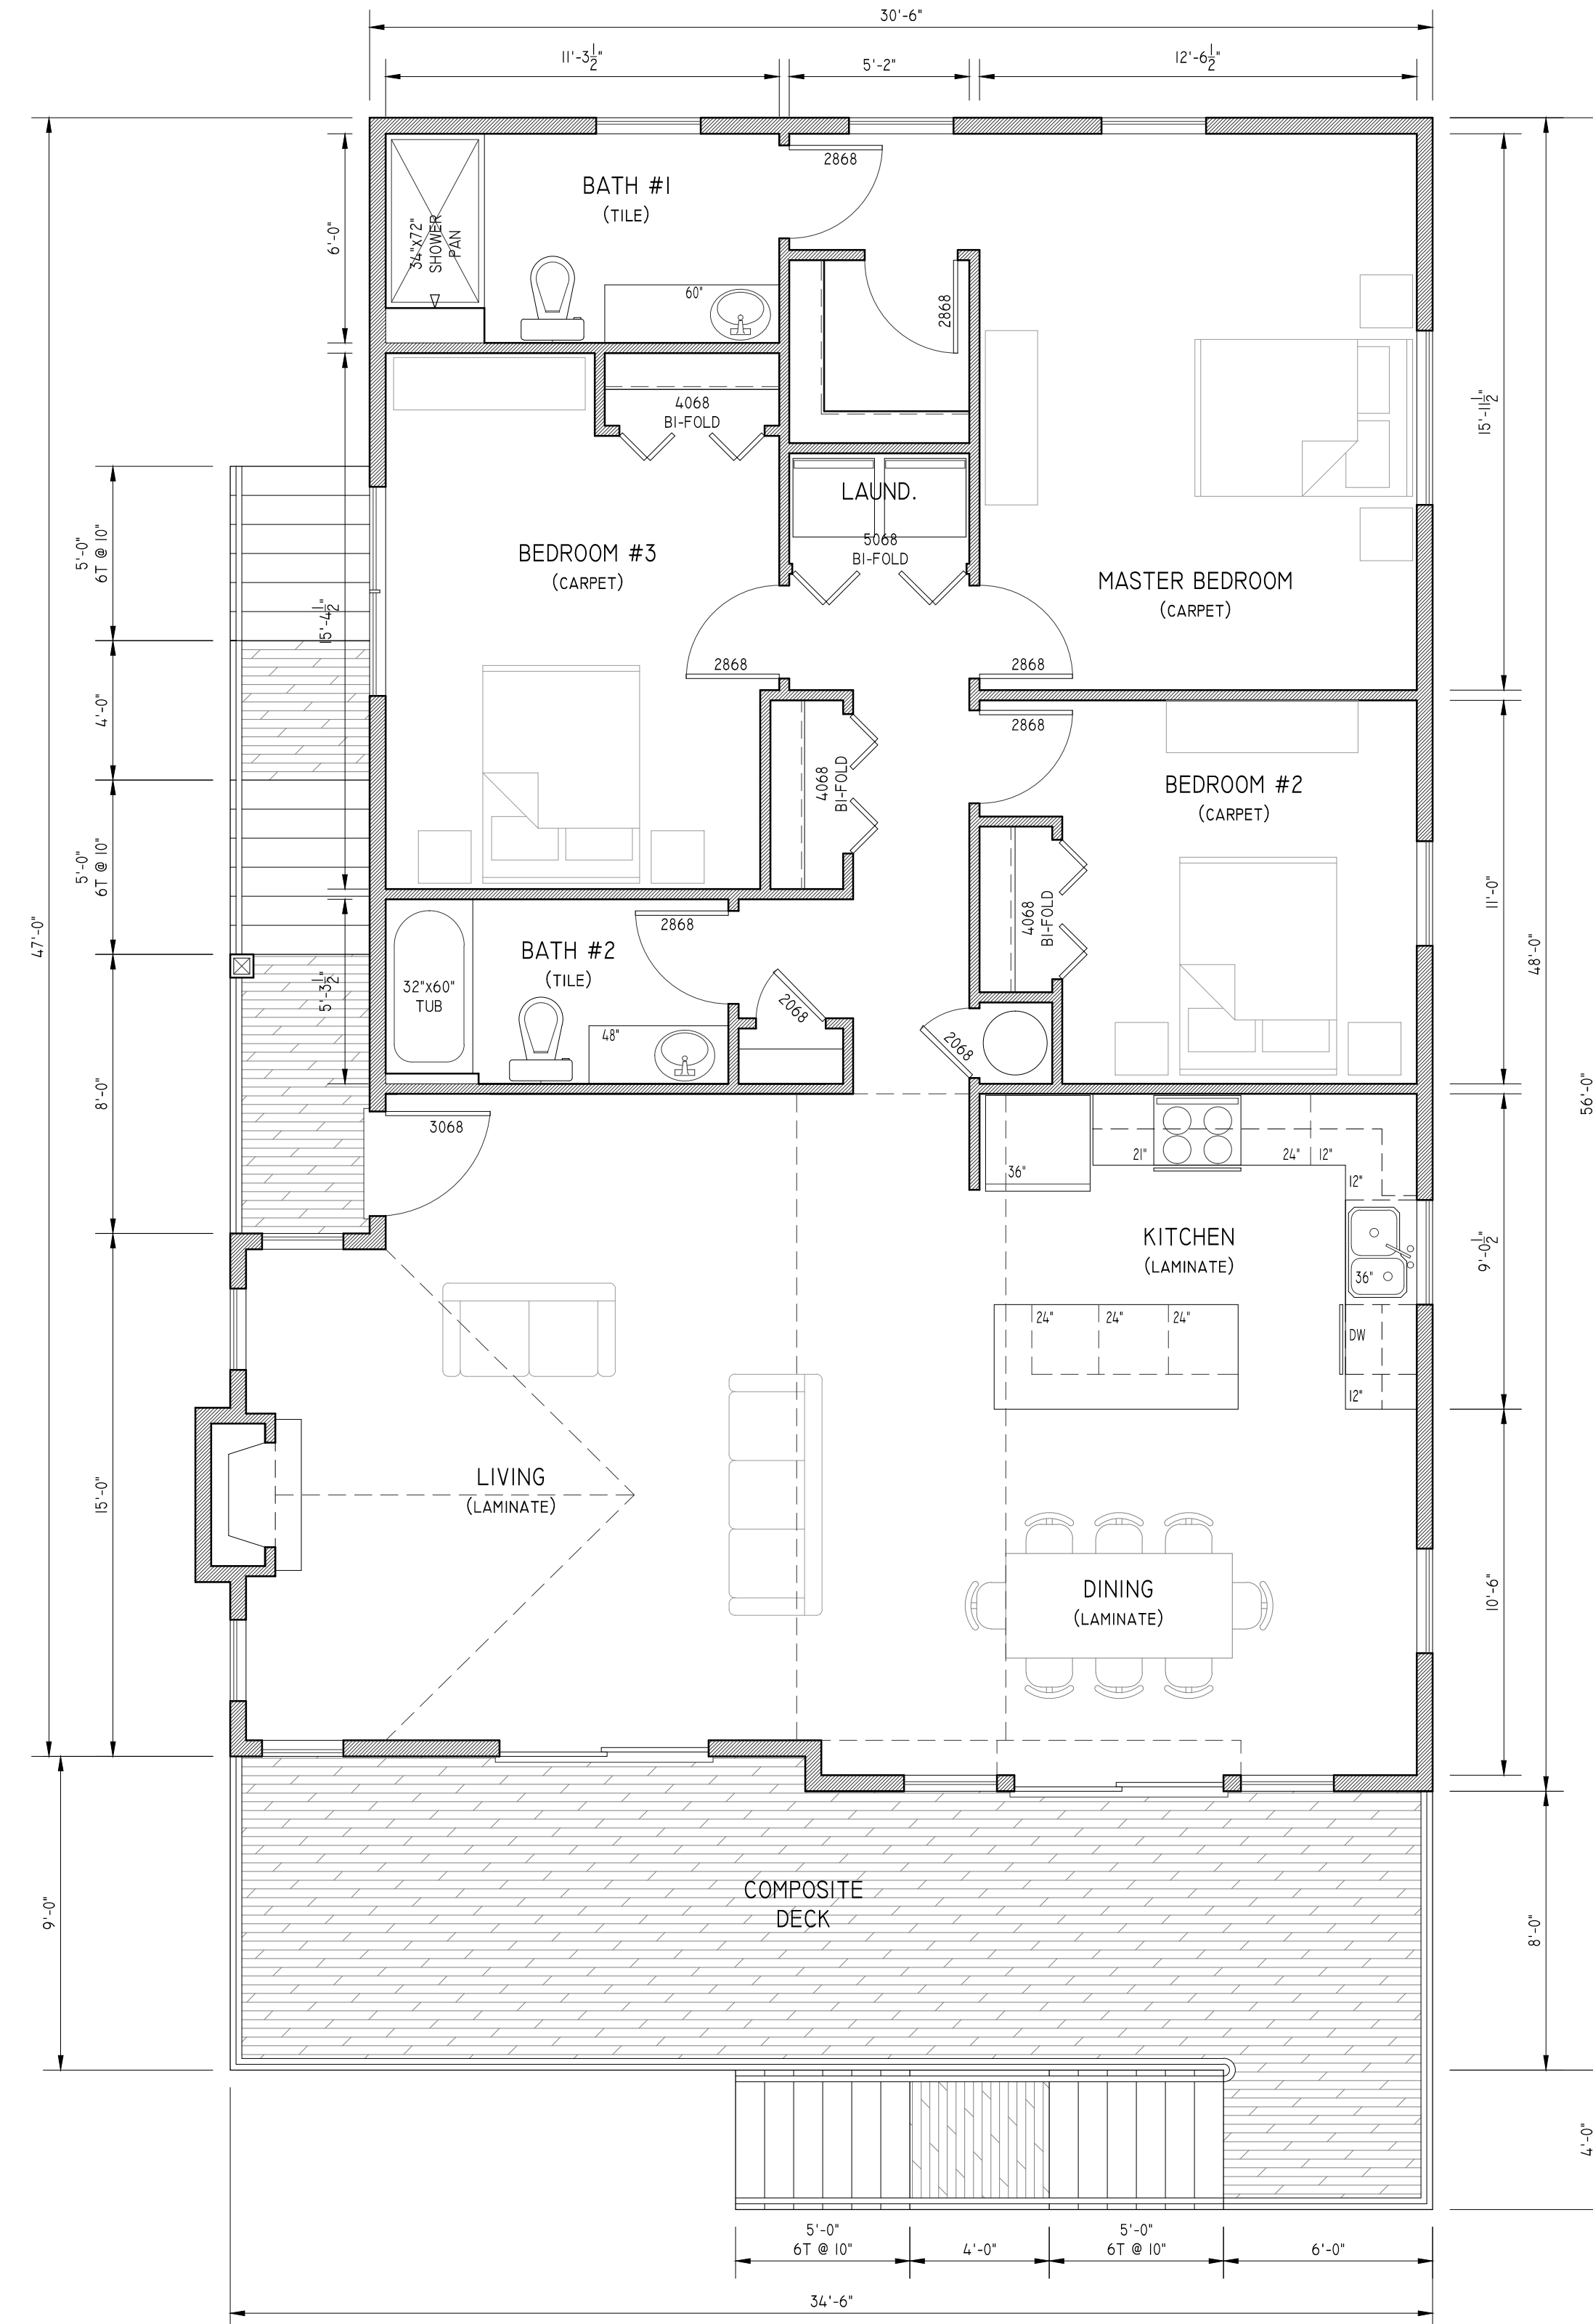 30'-6"
11'-3 1/2"
5'-2"
12'-6 1/2"
2868
BATH #1
(TILE)
34"x72"
SHOWER
PAN
6'-0"
60"
2868
4068
BI-FOLD
15'-11 1/2"
LAUND.
5068
BI-FOLD
BEDROOM #3
(CARPET)
MASTER BEDROOM
(CARPET)
5'-0"
6T @ 10"
15'-4 1/2"
2868
2868
4'-0"
2868
4068
BI-FOLD
BEDROOM #2
(CARPET)
5'-0"
6T @ 10"
11'-0"
4068
BI-FOLD
47'-0"
48'-0"
2868
BATH #2
(TILE)
5'-3 1/2"
32"x60"
TUB
48"
2068
2068
8'-0"
56'-0"
3068
21"
24"
12"
36"
12"
KITCHEN
(LAMINATE)
9'-0 1/2"
36"
24"
24"
24"
DW
12"
LIVING
(LAMINATE)
15'-0"
DINING
(LAMINATE)
10'-6"
COMPOSITE
DECK
9'-0"
8'-0"
4'-0"
5'-0"
6T @ 10"
4'-0"
5'-0"
6T @ 10"
6'-0"
34'-6"